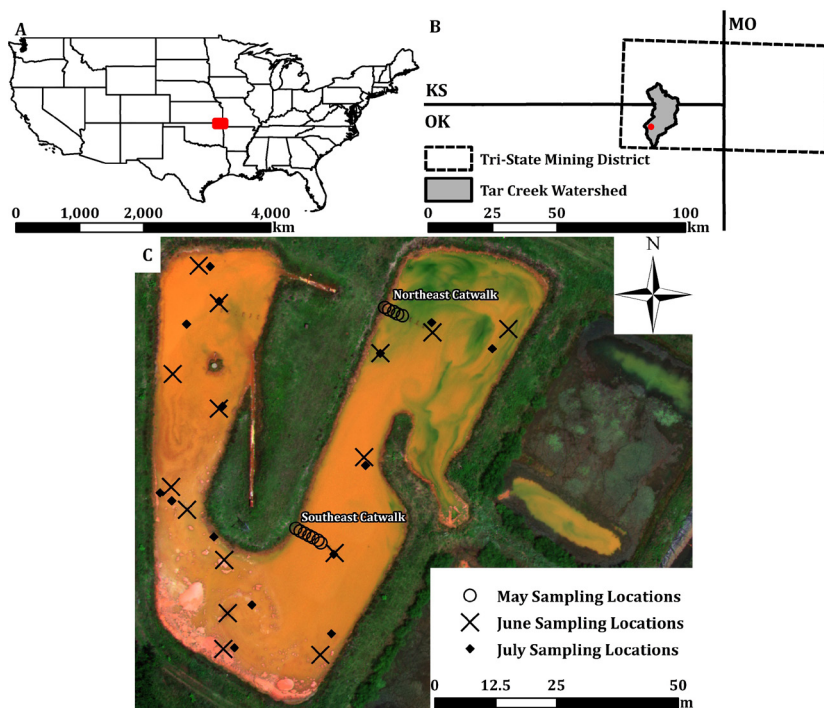 A
0 1,000 2,000 4,000
km
B
MO
KS
OK
Tri-State Mining District
Tar Creek Watershed
0 25 50 100
km
C
N
Northeast Catwalk
Southeast Catwalk
May Sampling Locations
June Sampling Locations
July Sampling Locations
0 12.5 25 50
m